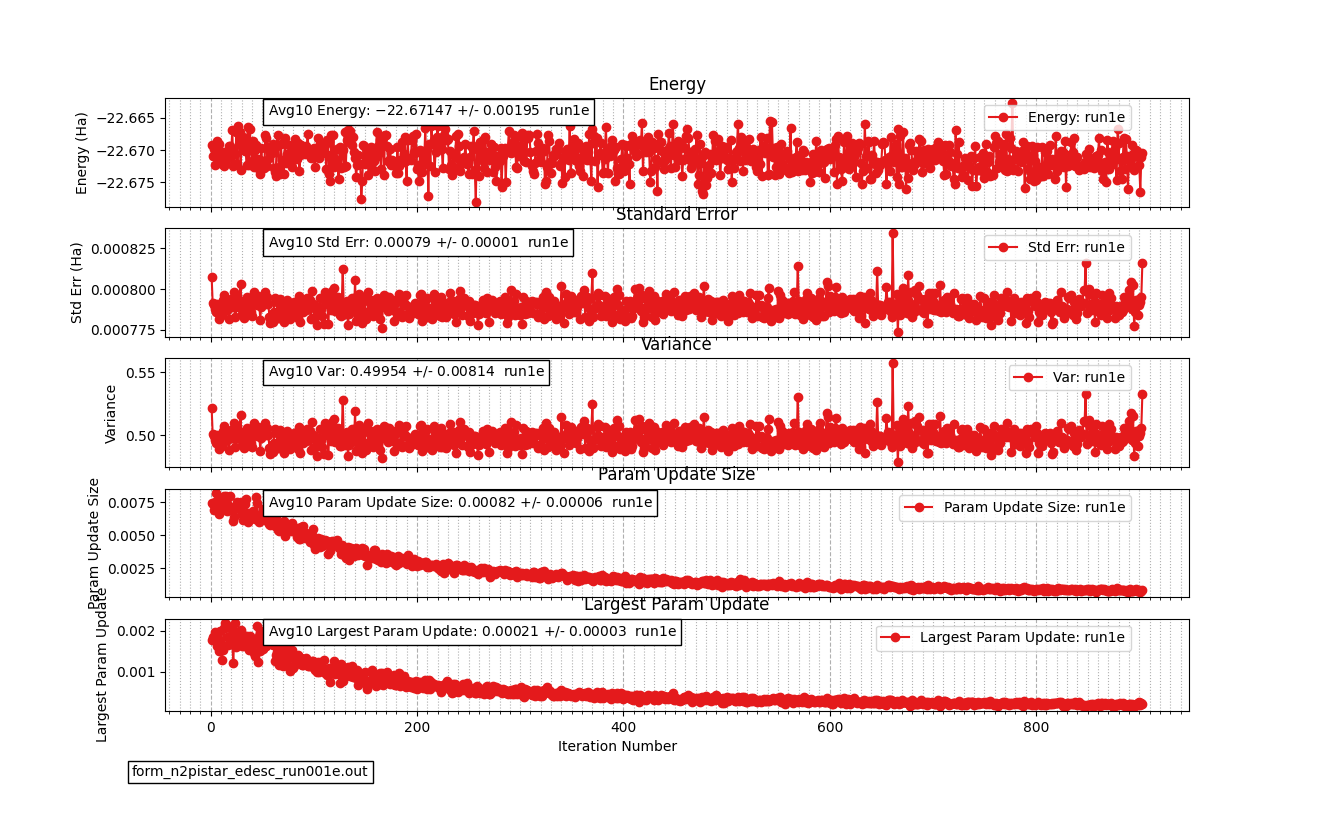 Energy
Avg10 Energy: −22.67147 +/- 0.00195 run1e
Energy: run1e
Energy (Ha)
−22.665
−22.670
−22.675
Standard Error
Avg10 Std Err: 0.00079 +/- 0.00001 run1e
Std Err: run1e
Std Err (Ha)
0.000825
0.000800
0.000775
Variance
Avg10 Var: 0.49954 +/- 0.00814 run1e
Var: run1e
Variance
0.55
0.50
Param Update Size
Avg10 Param Update Size: 0.00082 +/- 0.00006 run1e
Param Update Size: run1e
Param Update Size
0.0075
0.0050
0.0025
Largest Param Update
Avg10 Largest Param Update: 0.00021 +/- 0.00003 run1e
Largest Param Update: run1e
Largest Param Update
0.002
0.001
0 200 400 600 800
Iteration Number
form_n2pistar_edesc_run001e.out